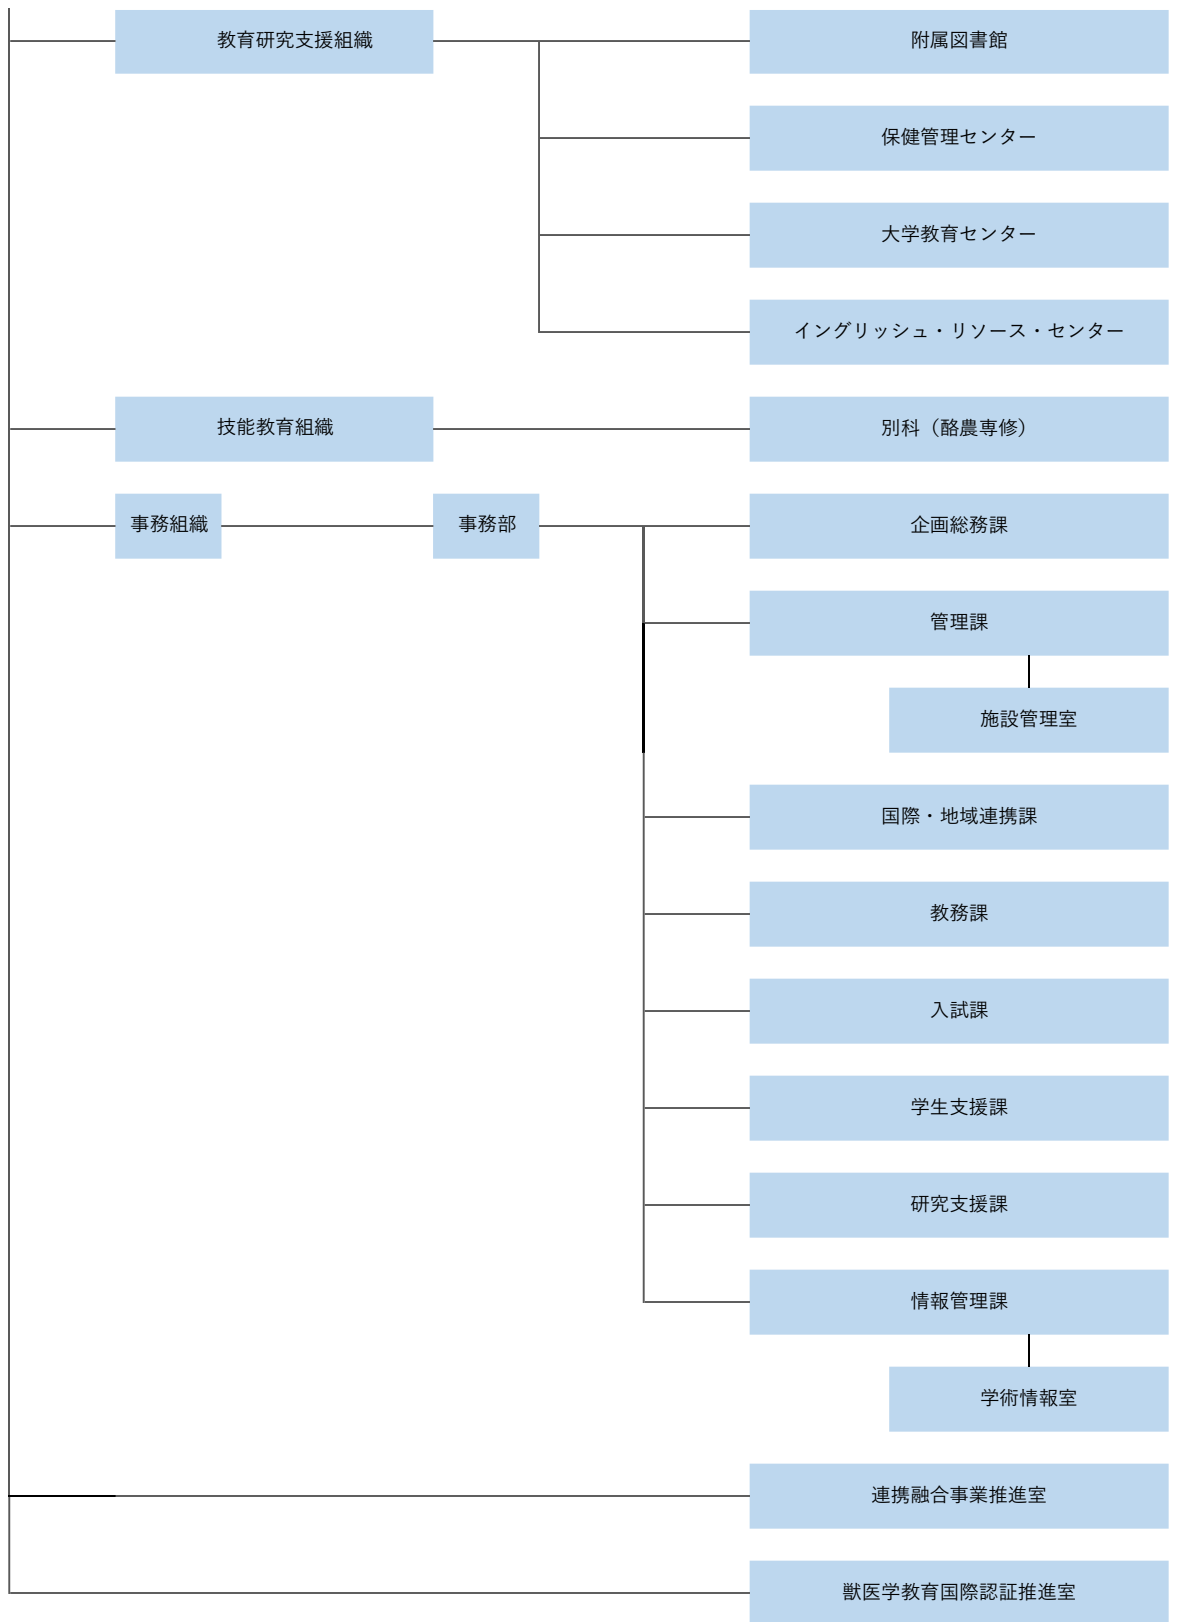 教育研究支援組織
附属図書館
保健管理センター
大学教育センター
イングリッシュ・リソース・センター
技能教育組織
別科（酪農専修）
事務組織
事務部
企画総務課
管理課
施設管理室
国際・地域連携課
教務課
入試課
学生支援課
研究支援課
情報管理課
学術情報室
連携融合事業推進室
獣医学教育国際認証推進室